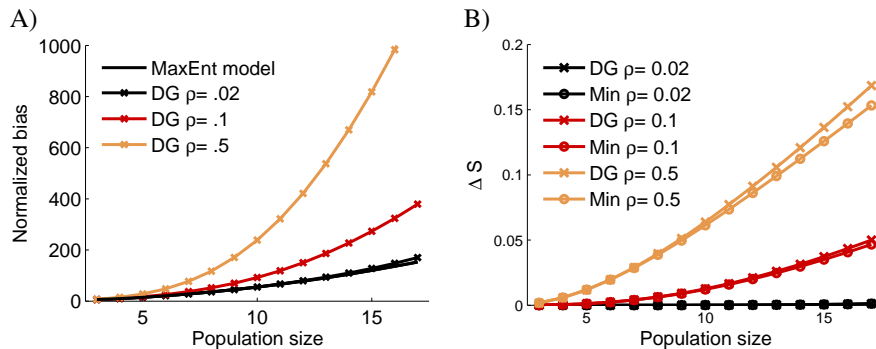 A)
1000
800
600
400
200
0
5
10
15
Normalized bias
Population size
MaxEnt model
DG ρ= .02
DG ρ= .1
DG ρ= .5
B)
0.2
0.15
0.1
0.05
0
5
10
15
Δ S
Population size
DG ρ= 0.02
Min ρ= 0.02
DG ρ= 0.1
Min ρ= 0.1
DG ρ= 0.5
Min ρ= 0.5